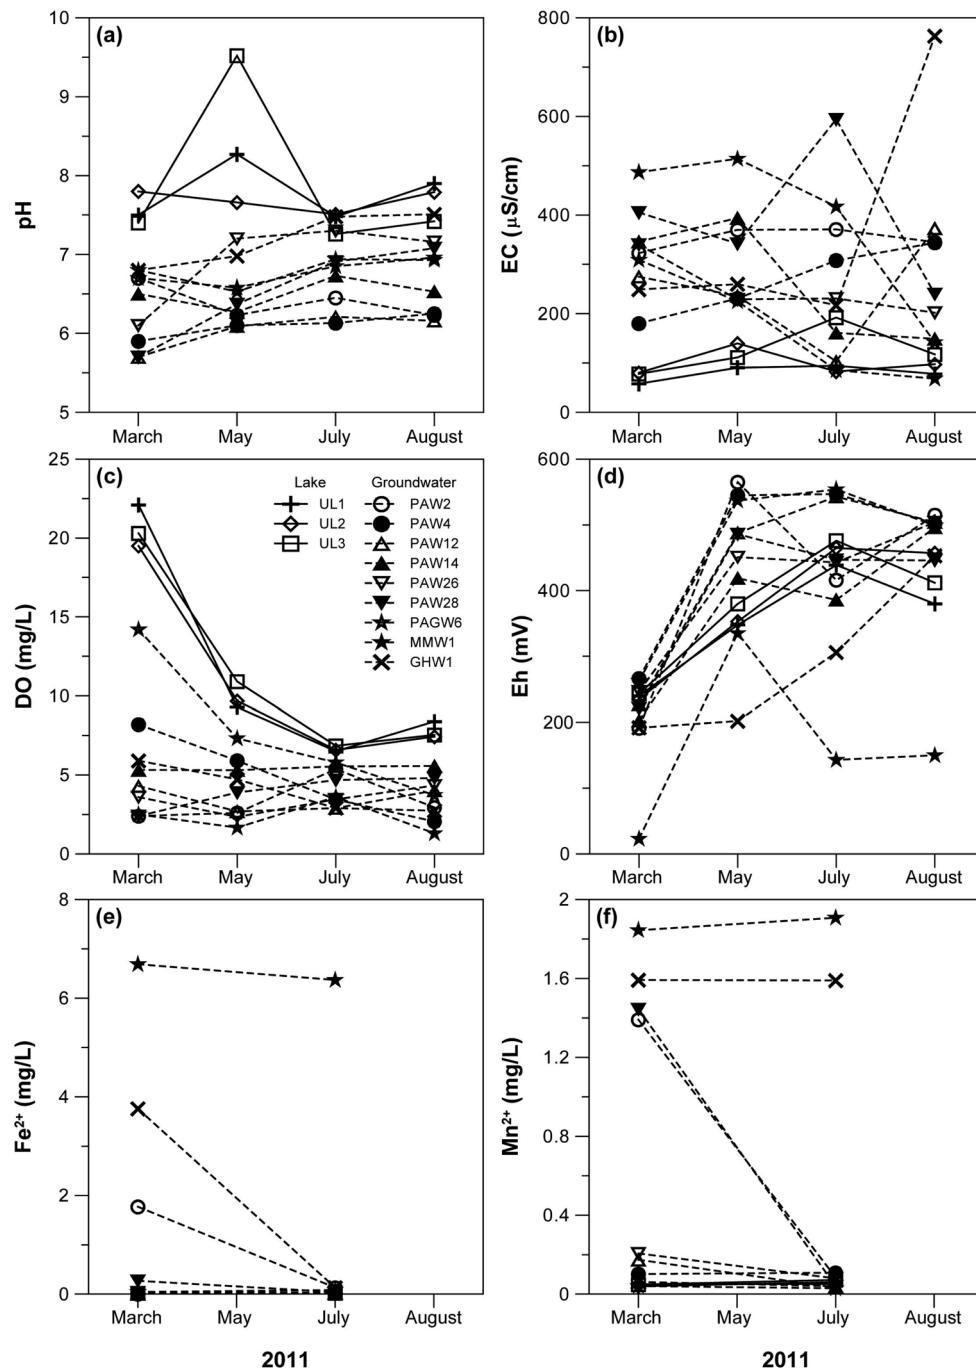 (a)
10
9
8
7
6
5
pH
March May July August
(b)
800
600
400
200
0
EC (μS/cm)
March May July August
(c)
25
20
15
10
5
0
DO (mg/L)
Lake Groundwater
UL1 PAW2
UL2 PAW4
UL3 PAW12
PAW14
PAW26
PAW28
PAGW6
MMW1
GHW1
March May July August
(d)
600
400
200
0
Eh (mV)
March May July August
(e)
8
6
4
2
0
Fe²⁺ (mg/L)
March May July August
2011
(f)
2
1.6
1.2
0.8
0.4
0
Mn²⁺ (mg/L)
March May July August
2011